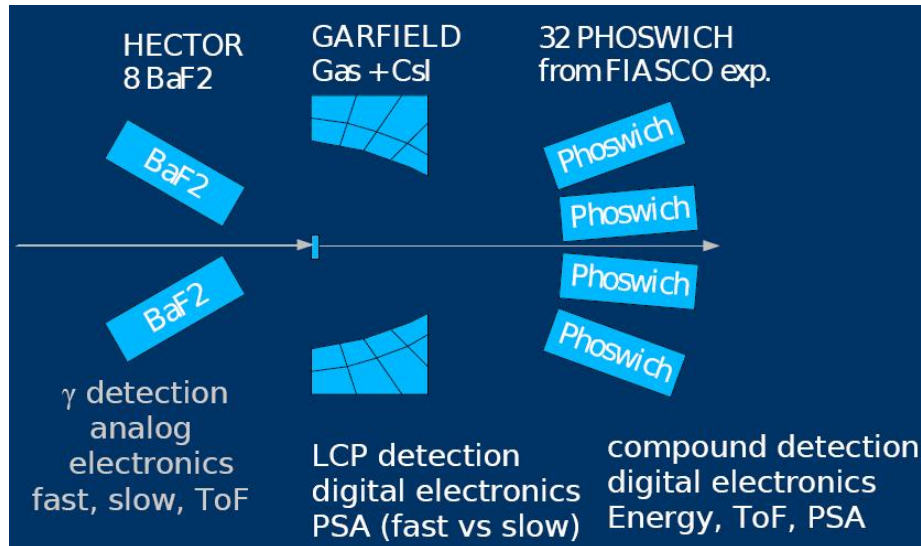 HECTOR
8 BaF2
GARFIELD
Gas + CsI
32 PHOSWICH
from FIASCO exp.
BaF2
BaF2
Phoswich
Phoswich
Phoswich
Phoswich
γ detection
analog
electronics
fast, slow, ToF
LCP detection
digital electronics
PSA (fast vs slow)
compound detection
digital electronics
Energy, ToF, PSA